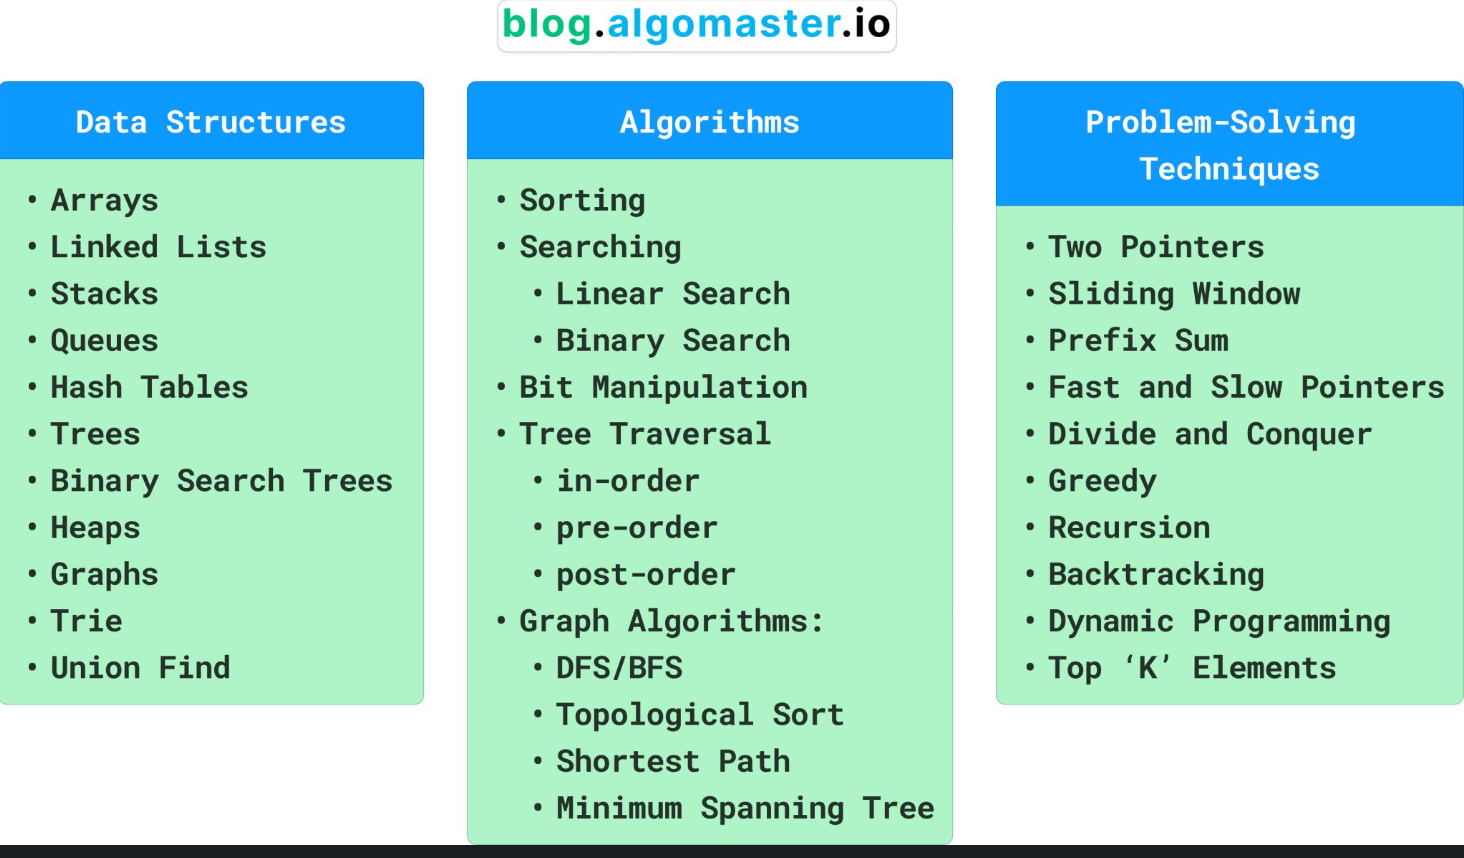 blog.algomaster.io
Data Structures
• Arrays
• Linked Lists
• Stacks
• Queues
• Hash Tables
• Trees
• Binary Search Trees
• Heaps
• Graphs
• Trie
• Union Find
Algorithms
• Sorting
• Searching
• Linear Search
• Binary Search
• Bit Manipulation
• Tree Traversal
• in-order
• pre-order
• post-order
• Graph Algorithms:
• DFS/BFS
• Topological Sort
• Shortest Path
• Minimum Spanning Tree
Problem-Solving
Techniques
• Two Pointers
• Sliding Window
• Prefix Sum
• Fast and Slow Pointers
• Divide and Conquer
• Greedy
• Recursion
• Backtracking
• Dynamic Programming
• Top ‘K’ Elements